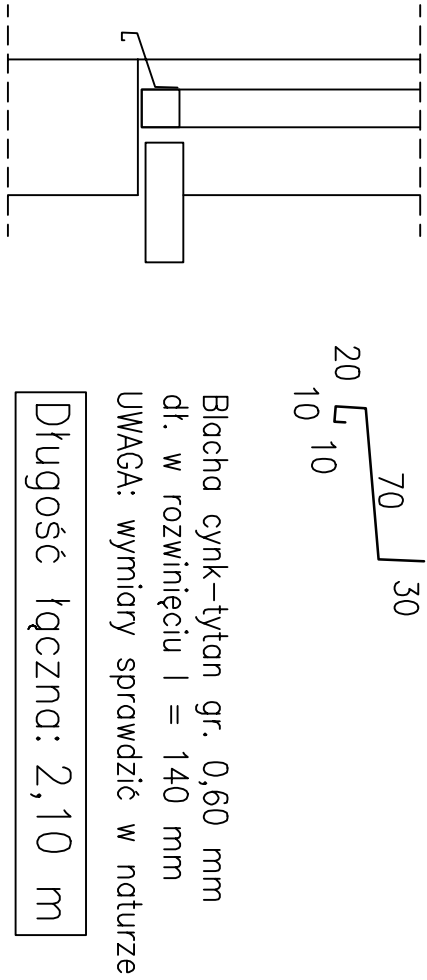 30
70
20
10
10
Blacha cynk-tytan gr. 0,60 mm
dł. w rozwinięciu l = 140 mm
UWAGA: wymiary sprawdzić w naturze
Długość łączna: 2,10 m